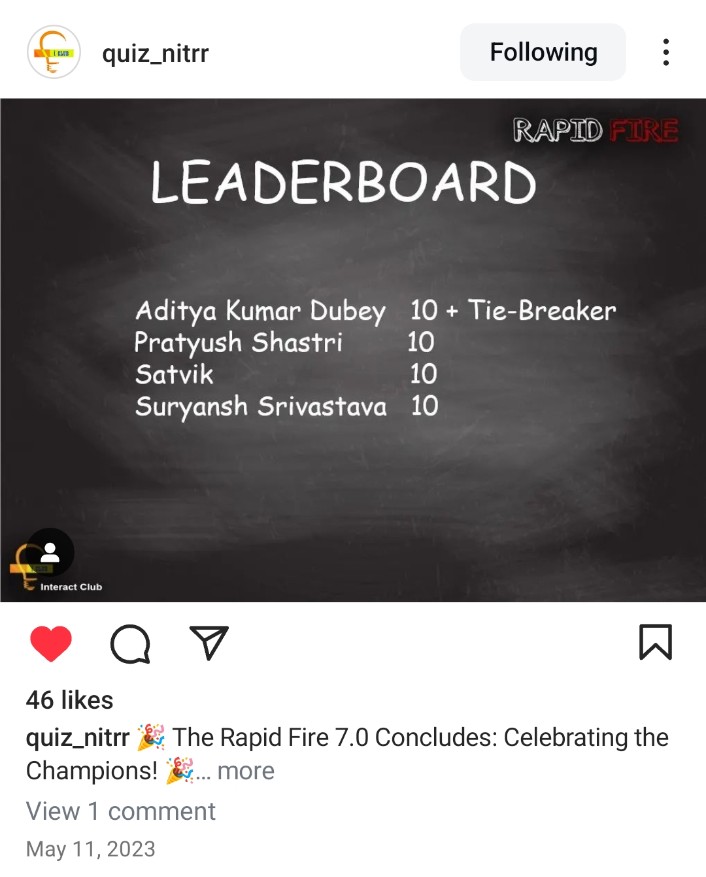 quiz_nitrr
Following
RAPID FIRE
LEADERBOARD
Aditya Kumar Dubey 10 + Tie-Breaker
Pratyush Shastri 10
Satvik 10
Suryansh Srivastava 10
Interact Club
46 likes
quiz_nitrr 🎉 The Rapid Fire 7.0 Concludes: Celebrating the
Champions! 🎉... more
View 1 comment
May 11, 2023